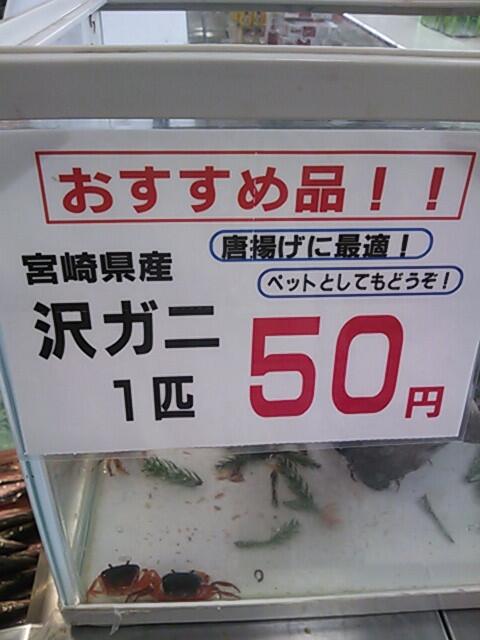 おすすめ品！！
唐揚げに最適！
宮崎県産
ペットとしてもどうぞ！
沢ガニ
1匹
50円